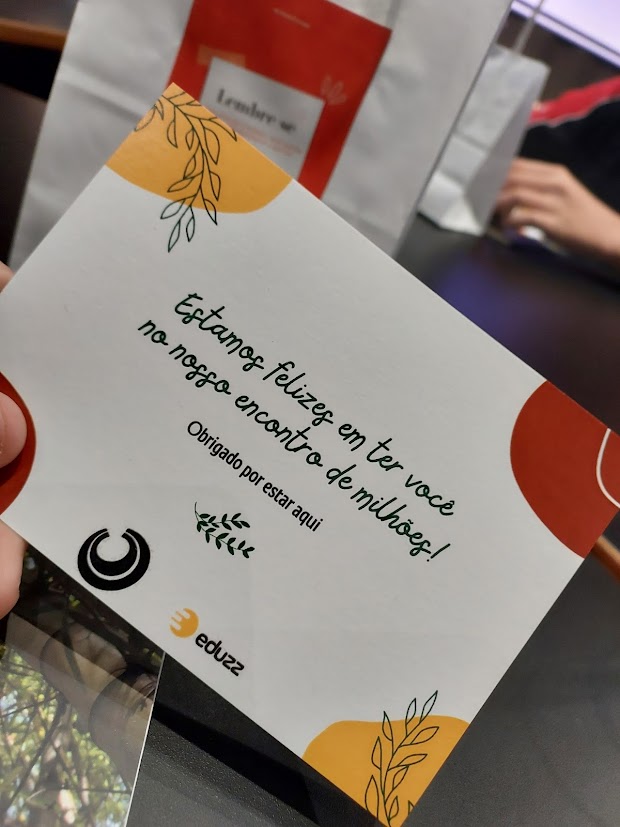 Lembre-se
Estamos felizes em ter você
no nosso encontro de milhões!
Obrigado por estar aqui
eduzz